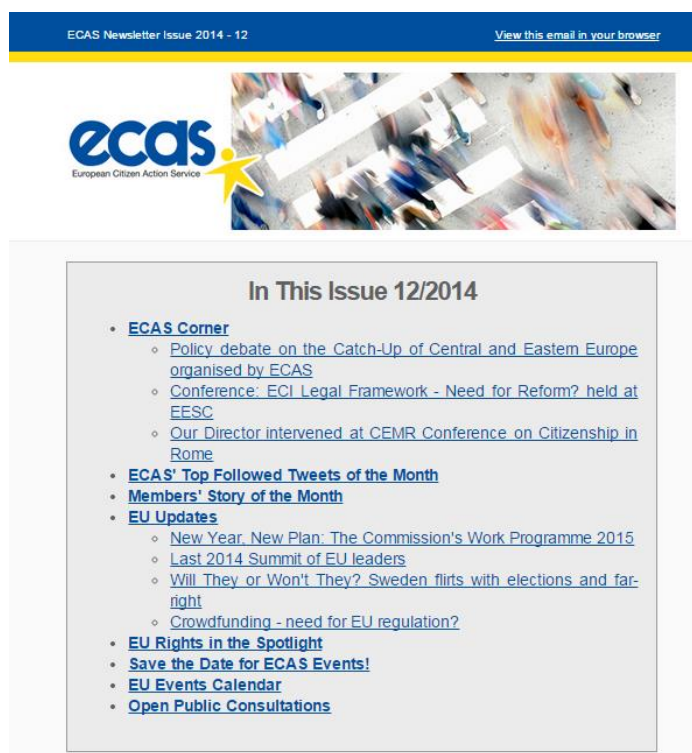 ECAS Newsletter Issue 2014 - 12
View this email in your browser
ecas
European Citizen Action Service
In This Issue 12/2014
ECAS Corner
Policy debate on the Catch-Up of Central and Eastern Europe
organised by ECAS
Conference: ECI Legal Framework - Need for Reform? held at
EESC
Our Director intervened at CEMR Conference on Citizenship in
Rome
ECAS' Top Followed Tweets of the Month
Members' Story of the Month
EU Updates
New Year, New Plan: The Commission's Work Programme 2015
Last 2014 Summit of EU leaders
Will They or Won't They? Sweden flirts with elections and far-
right
Crowdfunding - need for EU regulation?
EU Rights in the Spotlight
Save the Date for ECAS Events!
EU Events Calendar
Open Public Consultations